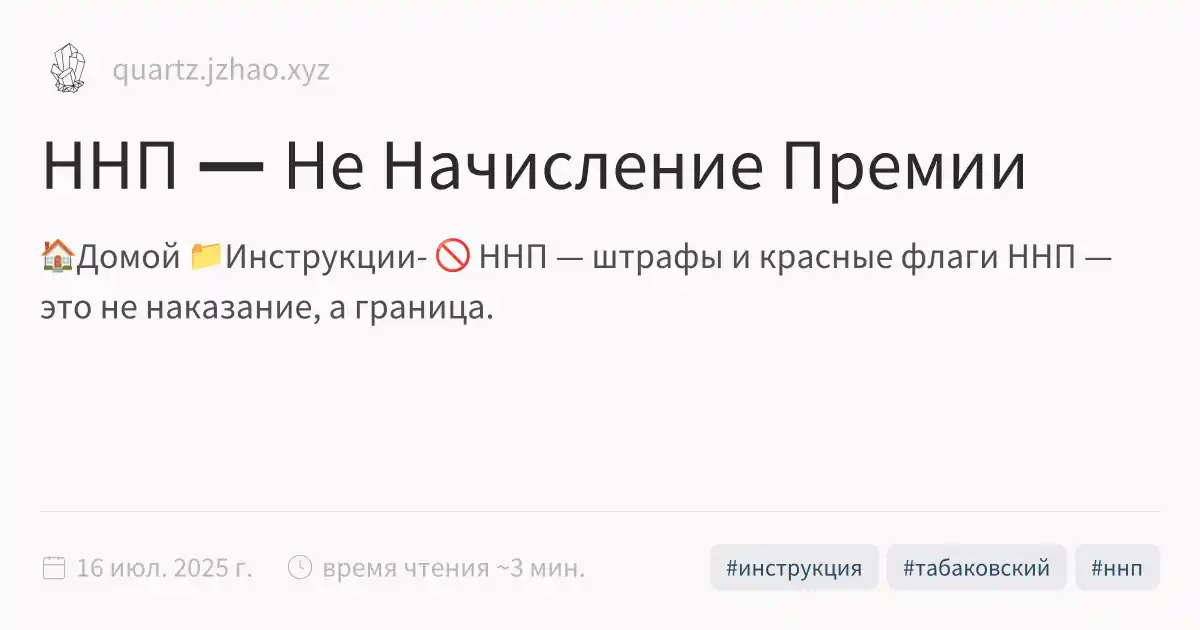 quartz.jzhao.xyz
ННП — Не Начисление Премии
🏠Домой 📁Инструкции- 🚫 ННП — штрафы и красные флаги ННП —
это не наказание, а граница.
16 июл. 2025 г. время чтения ~3 мин. #инструкция #табаковский #ннп